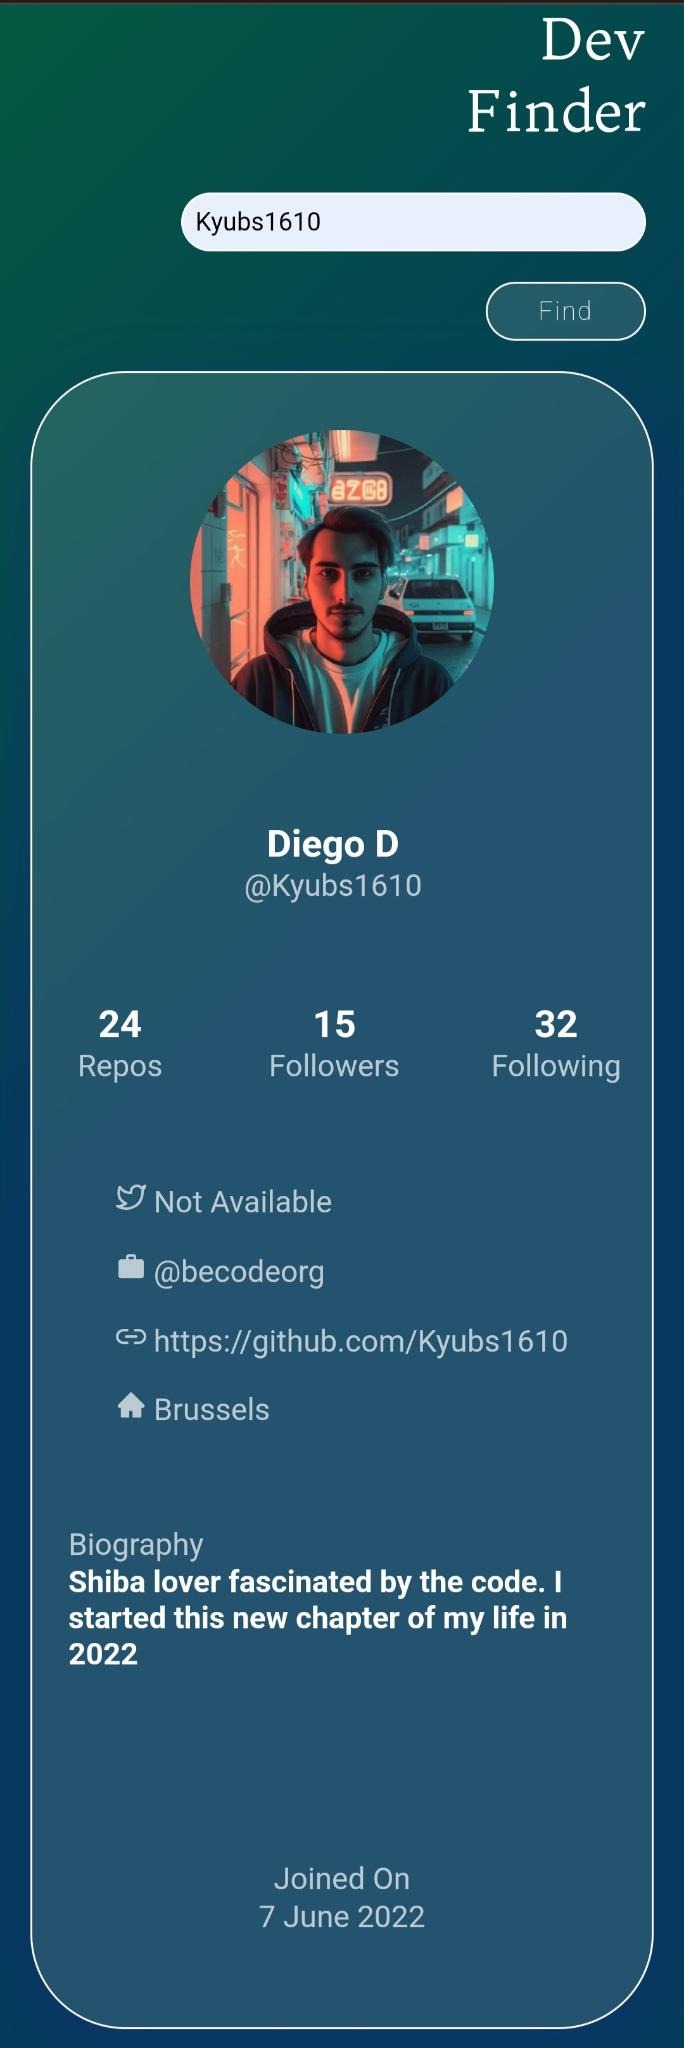 Dev
Finder
Kyubs1610
Find
Diego D
@Kyubs1610
24 15 32
Repos Followers Following
Not Available
@becodeorg
https://github.com/Kyubs1610
Brussels
Biography
Shiba lover fascinated by the code. I
started this new chapter of my life in
2022
Joined On
7 June 2022